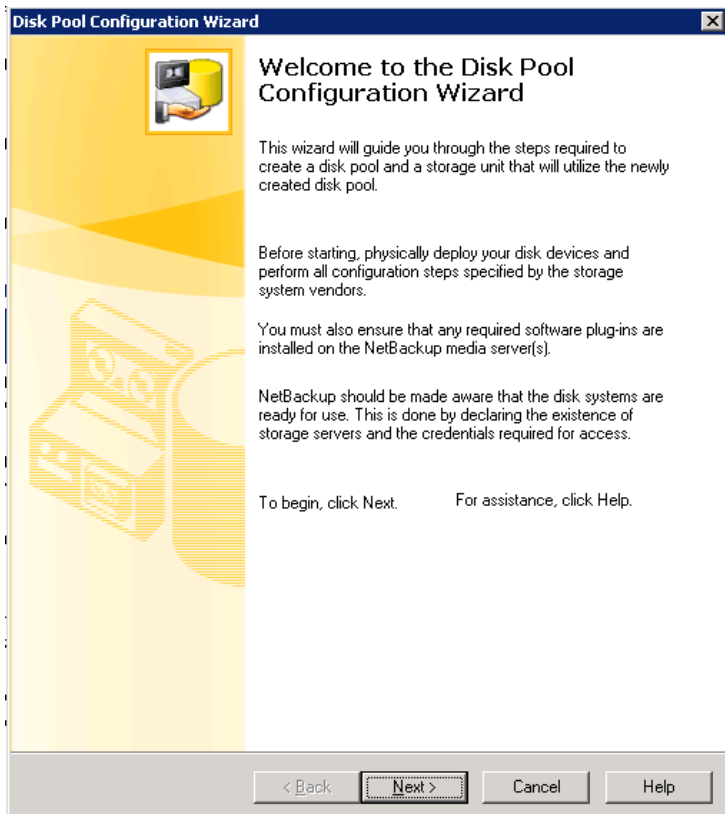 Disk Pool Configuration Wizard
Welcome to the Disk Pool
Configuration Wizard
This wizard will guide you through the steps required to
create a disk pool and a storage unit that will utilize the newly
created disk pool.
Before starting, physically deploy your disk devices and
perform all configuration steps specified by the storage
system vendors.
You must also ensure that any required software plug-ins are
installed on the NetBackup media server(s).
NetBackup should be made aware that the disk systems are
ready for use. This is done by declaring the existence of
storage servers and the credentials required for access.
To begin, click Next. For assistance, click Help.
< Back Next > Cancel Help